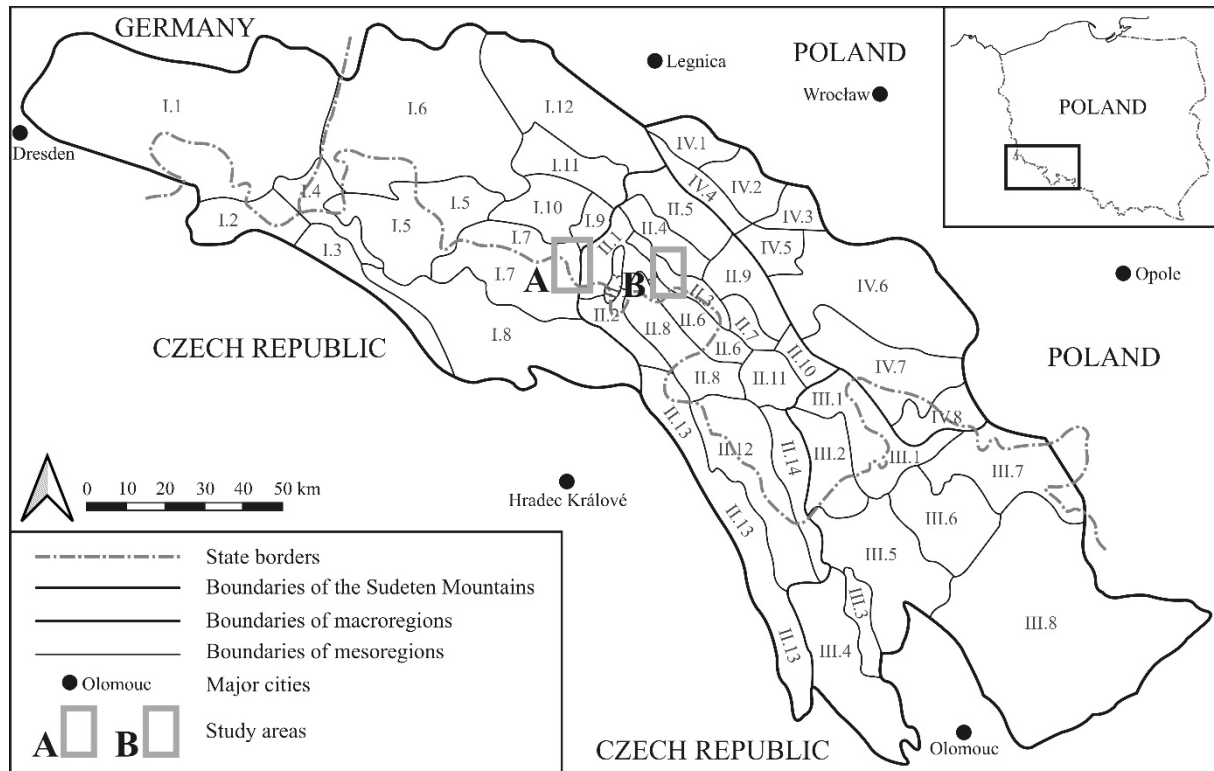 GERMANY
POLAND
Legnica
Wrocław
POLAND
Dresden
I.1
I.6
I.12
I.11
I.4
I.2
I.3
I.5
I.5
I.10
I.9
I.7
I.7
I.8
II.1
II.5
II.4
IV.1
IV.4
IV.2
IV.3
IV.5
IV.6
A
B
II.1
II.2
II.3
II.9
II.8
II.6
II.7
II.6
II.10
II.8
II.11
IV.7
IV.8
Opole
POLAND
CZECH REPUBLIC
III.1
III.1
II.13
II.12
II.14
III.2
III.7
III.6
III.5
II.13
III.3
III.4
II.13
III.8
0 10 20 30 40 50 km
Hradec Králové
State borders
Boundaries of the Sudeten Mountains
Boundaries of macroregions
Boundaries of mesoregions
Olomouc Major cities
A B Study areas
CZECH REPUBLIC
Olomouc